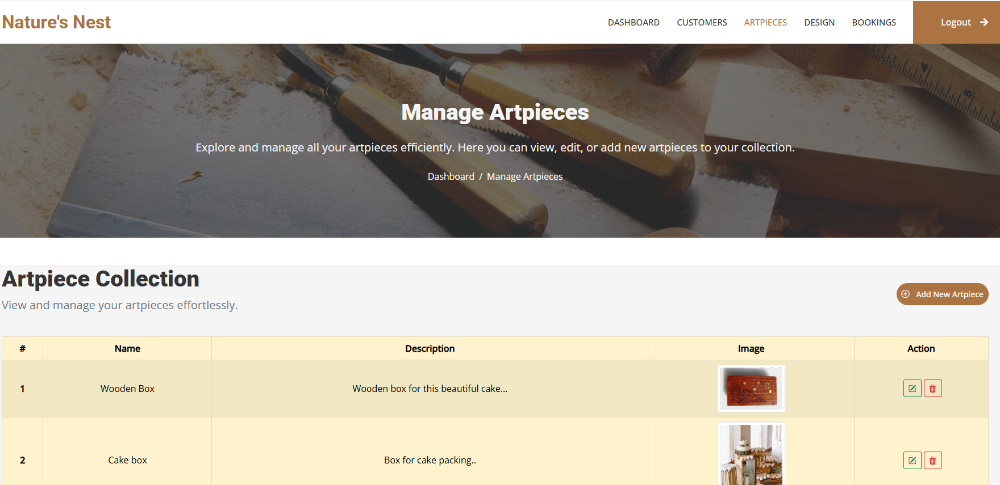 Nature's Nest
DASHBOARD CUSTOMERS ARTPIECES DESIGN BOOKINGS Logout
Manage Artpieces
Explore and manage all your artpieces efficiently. Here you can view, edit, or add new artpieces to your collection.
Dashboard / Manage Artpieces
Artpiece Collection
View and manage your artpieces effortlessly.
Add New Artpiece
# Name Description Image Action
1 Wooden Box Wooden box for this beautiful cake...
2 Cake box Box for cake packing..